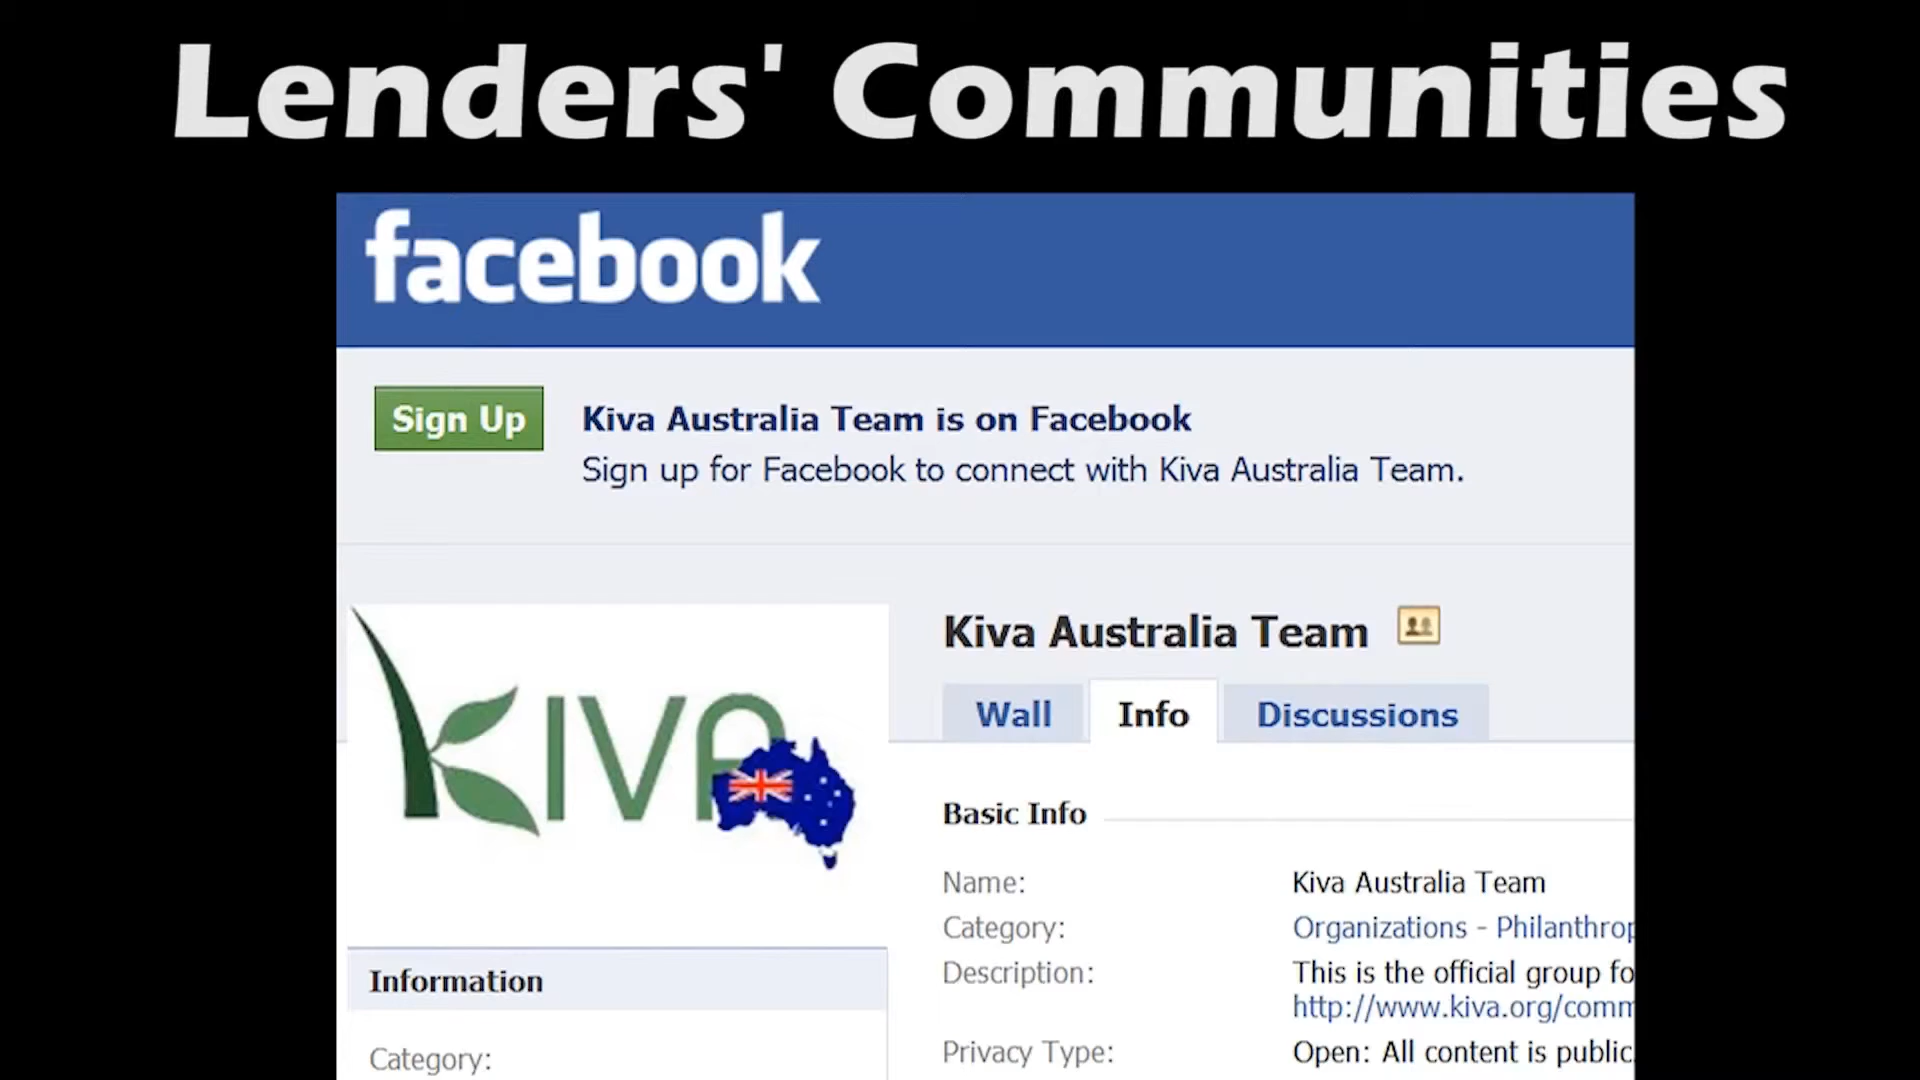 Lenders' Communities
facebook
Sign Up
Kiva Australia Team is on Facebook
Sign up for Facebook to connect with Kiva Australia Team.
KIVA
Kiva Australia Team
Wall Info Discussions
Basic Info
Name: Kiva Australia Team
Category: Organizations - Philanthrop
Description: This is the official group fo
http://www.kiva.org/comm
Privacy Type: Open: All content is public.
Information
Category: